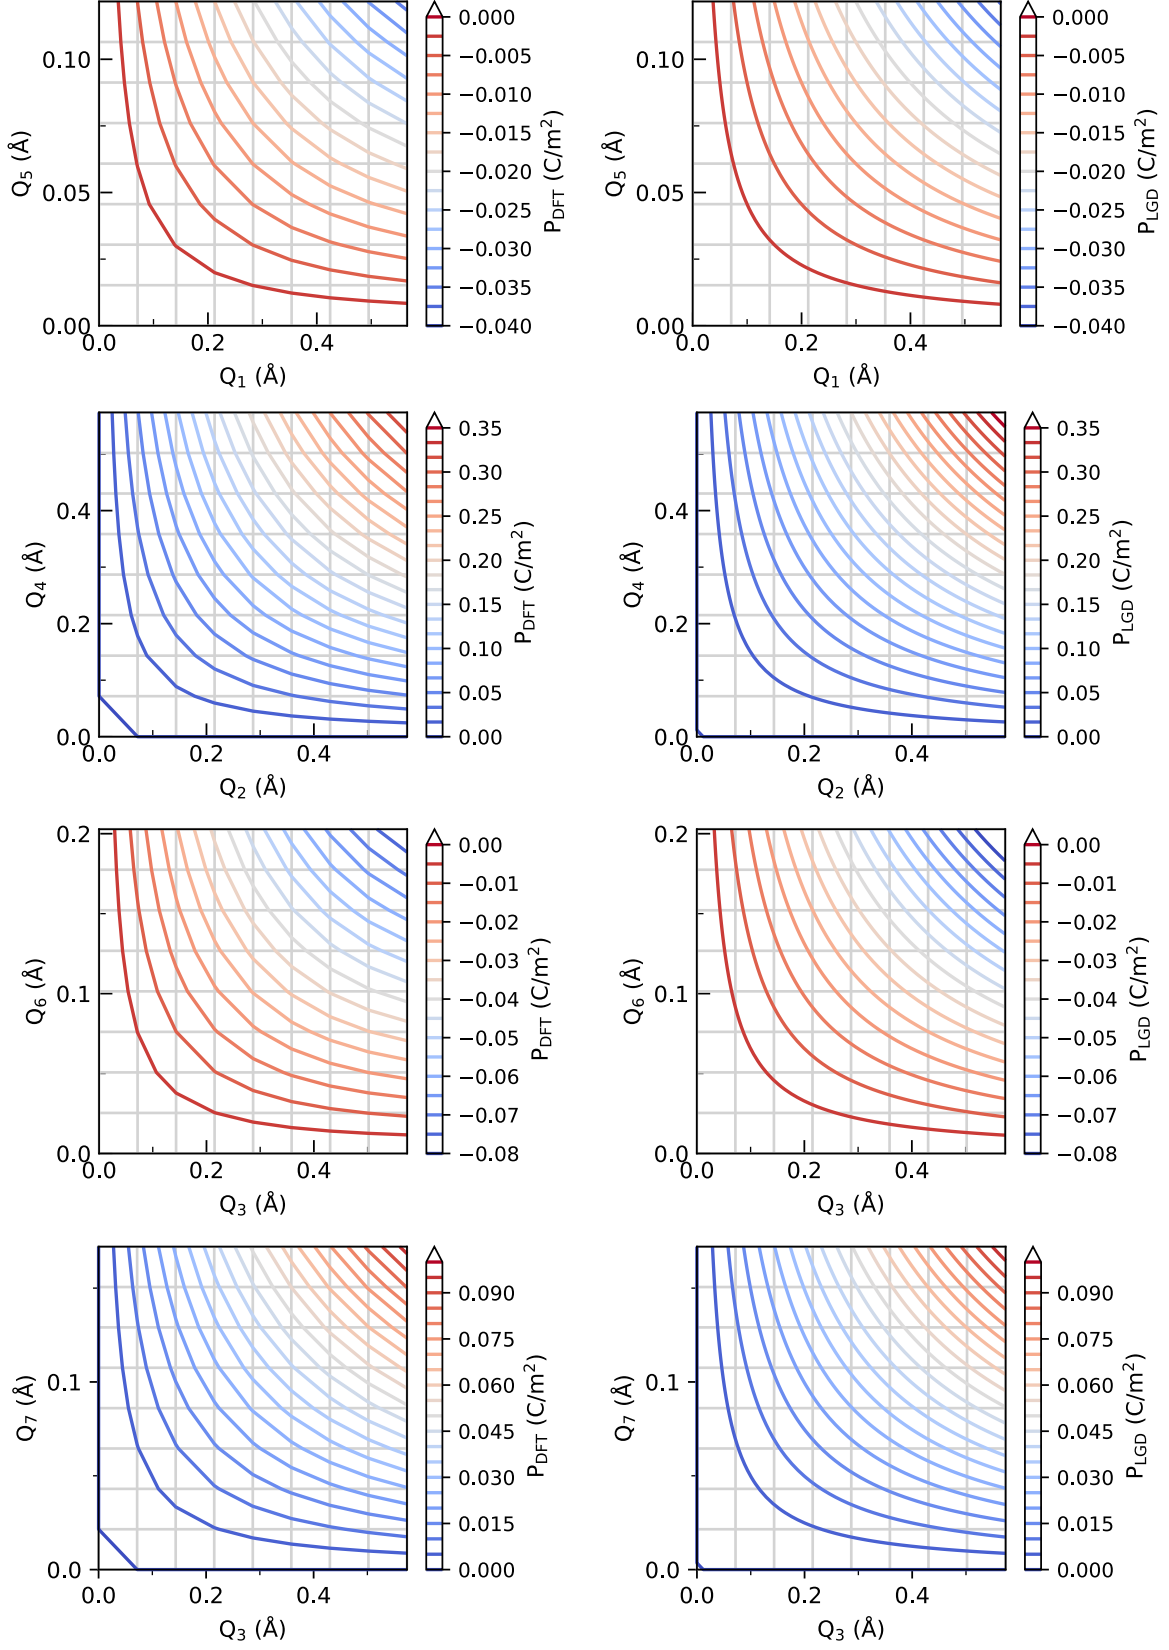 0.10
0.05
0.00
Q5 (Å)
0.0 0.2 0.4
Q1 (Å)
0.000
−0.005
−0.010
−0.015
−0.020
−0.025
−0.030
−0.035
−0.040
PDFT (C/m²)
0.10
0.05
0.00
Q5 (Å)
0.0 0.2 0.4
Q1 (Å)
0.000
−0.005
−0.010
−0.015
−0.020
−0.025
−0.030
−0.035
−0.040
PLGD (C/m²)
0.4
0.2
0.0
Q4 (Å)
0.0 0.2 0.4
Q2 (Å)
0.35
0.30
0.25
0.20
0.15
0.10
0.05
0.00
PDFT (C/m²)
0.4
0.2
0.0
Q4 (Å)
0.0 0.2 0.4
Q2 (Å)
0.35
0.30
0.25
0.20
0.15
0.10
0.05
0.00
PLGD (C/m²)
0.2
0.1
0.0
Q6 (Å)
0.0 0.2 0.4
Q3 (Å)
0.00
−0.01
−0.02
−0.03
−0.04
−0.05
−0.06
−0.07
−0.08
PDFT (C/m²)
0.2
0.1
0.0
Q6 (Å)
0.0 0.2 0.4
Q3 (Å)
0.00
−0.01
−0.02
−0.03
−0.04
−0.05
−0.06
−0.07
−0.08
PLGD (C/m²)
0.1
0.0
Q7 (Å)
0.0 0.2 0.4
Q3 (Å)
0.090
0.075
0.060
0.045
0.030
0.015
0.000
PDFT (C/m²)
0.1
0.0
Q7 (Å)
0.0 0.2 0.4
Q3 (Å)
0.090
0.075
0.060
0.045
0.030
0.015
0.000
PLGD (C/m²)